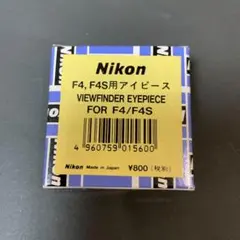 Nikon
F4, F4S用アイピース
VIEWFINDER EYEPIECE
FOR F4/F4S
4 960759 015600
Nikon Made in Japan ¥800 (税別)